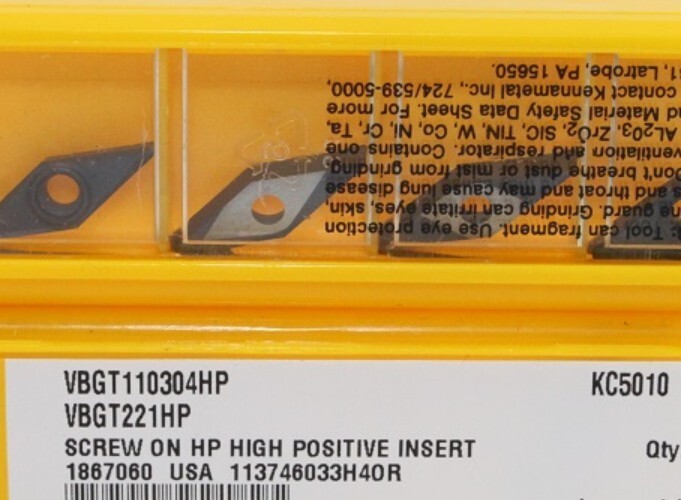 Tool can fragment. Use eye protection
guard. Grinding can irritate eyes, skin,
and throat and may cause lung disease
Don't breathe dust or mist from grinding
ventilation and respirator. Contains one
AL203, ZrO2, SIC, TIN, W, Co, Ni, Cr, Ta,
Material Safety Data Sheet. For more
contact Kennametal Inc., 724/539-5000,
Latrobe, PA 15650.
VBGT110304HP KC5010
VBGT221HP
SCREW ON HP HIGH POSITIVE INSERT Qty
1867060 USA 113746033H40R